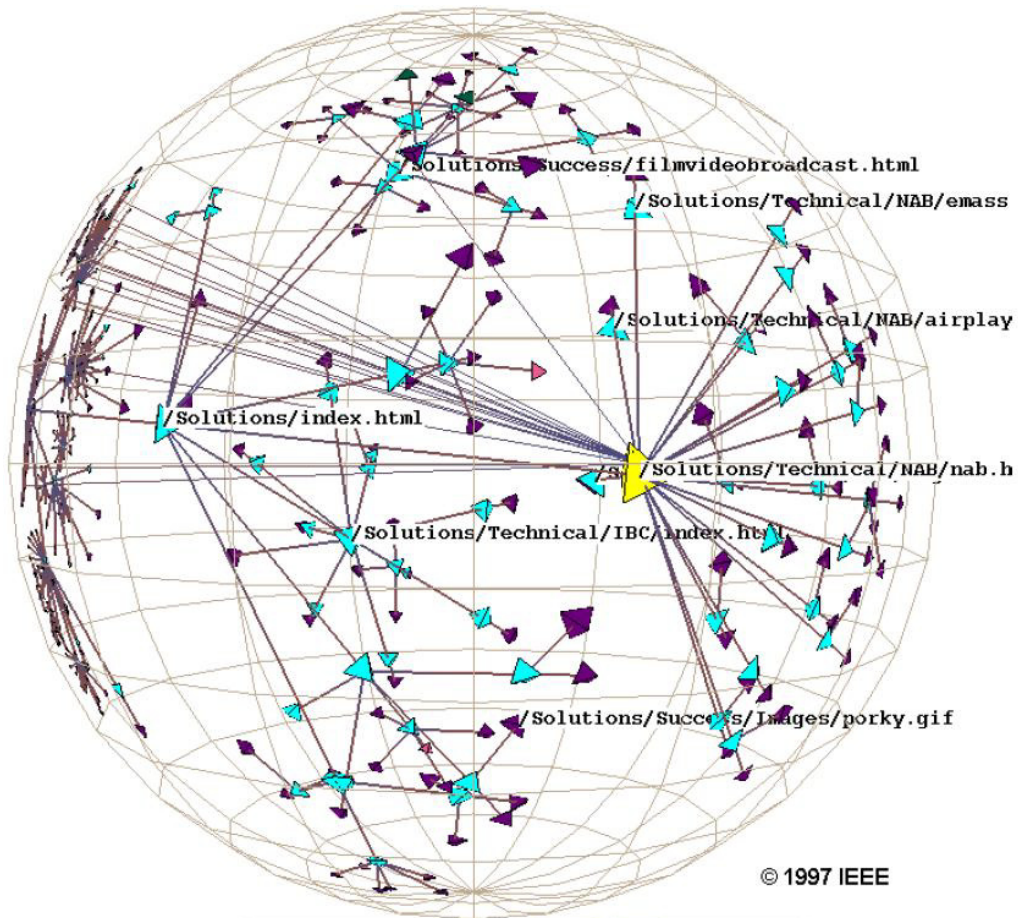 /Solutions/Success/filmvideobroadcast.html
/Solutions/Technical/NAB/emass
/Solutions/Technical/NAB/airplay
/Solutions/index.html
/s
/Solutions/Technical/NAB/nab.h
/Solutions/Technical/IBC/index.html
/Solutions/Success/Images/porky.gif
© 1997 IEEE